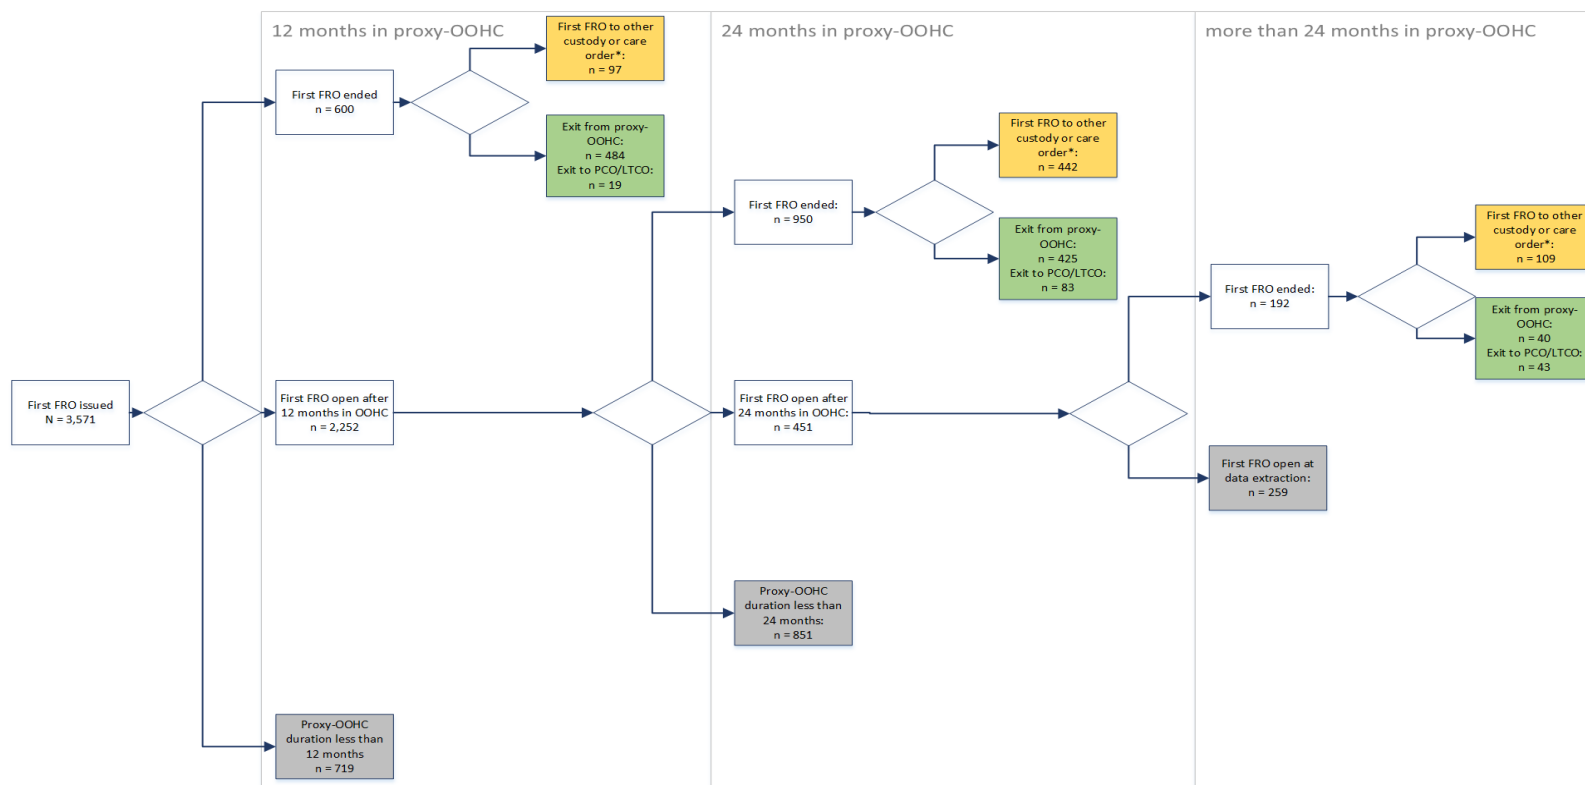 12 months in proxy-OOHC
24 months in proxy-OOHC
more than 24 months in proxy-OOHC
First FRO issued
N = 3,571
First FRO ended
n = 600
First FRO to other
custody or care
order*:
n = 97
Exit from proxy-
OOHC:
n = 484
Exit to PCO/LTCO:
n = 19
First FRO open after
12 months in OOHC
n = 2,252
Proxy-OOHC
duration less than
12 months
n = 719
First FRO ended:
n = 950
First FRO to other
custody or care
order*:
n = 442
Exit from proxy-
OOHC:
n = 425
Exit to PCO/LTCO:
n = 83
First FRO open after
24 months in OOHC:
n = 451
Proxy-OOHC
duration less than
24 months:
n = 851
First FRO ended:
n = 192
First FRO to other
custody or care
order*:
n = 109
Exit from proxy-
OOHC:
n = 40
Exit to PCO/LTCO:
n = 43
First FRO open at
data extraction:
n = 259